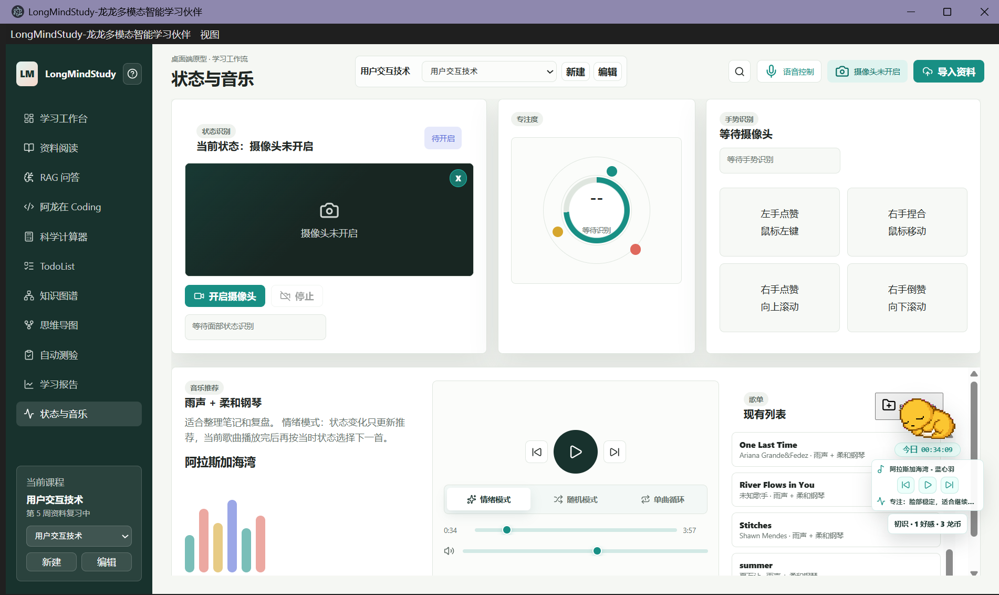 LongMindStudy-龙龙多模态智能学习伙伴
LongMindStudy-龙龙多模态智能学习伙伴 视图
LM LongMindStudy
学习工作台
资料阅读
RAG 问答
阿龙在 Coding
科学计算器
TodoList
知识图谱
思维导图
自动测验
学习报告
状态与音乐
当前课程
用户交互技术
第 5 周资料复习中
用户交互技术
新建 编辑
桌面端原型 · 学习工作流
状态与音乐
用户交互技术 用户交互技术 新建 编辑
语音控制 摄像头未开启 导入资料
状态识别
当前状态：摄像头未开启
待开启
X
摄像头未开启
开启摄像头 停止
等待面部状态识别
专注度
--
等待识别
手势识别
等待摄像头
等待手势识别
左手点赞
鼠标左键
右手捏合
鼠标移动
右手点赞
向上滚动
右手倒赞
向下滚动
音乐推荐
雨声 + 柔和钢琴
适合整理笔记和复盘。 情绪模式：状态变化只更新推
荐，当前歌曲播放完后再按当时状态选择下一首。
阿拉斯加海湾
情绪模式 随机模式 单曲循环
0:34 3:57
歌单
现有列表
One Last Time
Ariana Grande&Fedez · 雨声 + 柔和钢琴
River Flows in You
未知歌手 · 雨声 + 柔和钢琴
Stitches
Shawn Mendes · 雨声 + 柔和钢琴
summer
今日 00:34:09
阿拉斯加海湾 - 蓝心羽
专注：脸部稳定，适合继续...
初识 · 1 好感 · 3 龙币